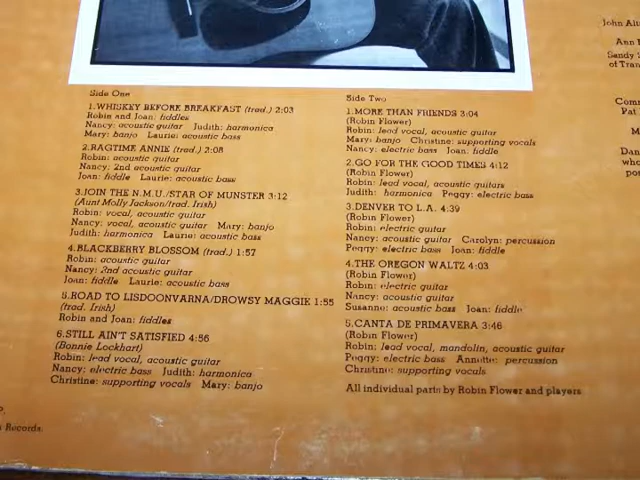 Side One
1.WHISKEY BEFORE BREAKFAST (trad.) 2:03
Robin and Joan: fiddles
Nancy: acoustic guitar Judith: harmonica
Mary: banjo Laurie: acoustic bass
2.RAGTIME ANNIE (trad.) 2:08
Robin: acoustic guitar
Nancy: 2nd acoustic guitar
Joan: fiddle Laurie: acoustic bass
3.JOIN THE N.M.U./STAR OF MUNSTER 3:12
(Aunt Molly Jackson/trad. Irish)
Robin: vocal, acoustic guitar
Nancy: vocal, acoustic guitar Mary: banjo
Judith: harmonica Laurie: acoustic bass
4.BLACKBERRY BLOSSOM (trad.) 1:57
Robin: acoustic guitar
Nancy: 2nd acoustic guitar
Joan: fiddle Laurie: acoustic bass
5.ROAD TO LISDOONVARNA/DROWSY MAGGIE 1:55
(trad. Irish)
Robin and Joan: fiddles
6.STILL AIN'T SATISFIED 4:56
(Bonnie Lockhart)
Robin: lead vocal, acoustic guitar
Nancy: electric bass Judith: harmonica
Christine: supporting vocals Mary: banjo
Side Two
1.MORE THAN FRIENDS 3:04
(Robin Flower)
Robin: lead vocal, acoustic guitar
Mary: banjo Christine: supporting vocals
Nancy: electric bass Joan: fiddle
2.GO FOR THE GOOD TIMES 4:12
(Robin Flower)
Robin: lead vocal, acoustic guitars
Judith: harmonica Peggy: electric bass
3.DENVER TO L.A. 4:39
(Robin Flower)
Robin: electric guitar
Nancy: acoustic guitar Carolyn: percussion
Peggy: electric bass Joan: fiddle
4.THE OREGON WALTZ 4:03
(Robin Flower)
Robin: electric guitar
Nancy: acoustic guitar
Susanne: acoustic bass Joan: fiddle
5.CANTA DE PRIMAVERA 3:46
(Robin Flower)
Robin: lead vocal, mandolin, acoustic guitar
Peggy: electric bass Annette: percussion
Christine: supporting vocals
All individual parts by Robin Flower and players
John
Ann
Sandy
of Tran
Comm
Pat
M
Dan
who
por
Records.